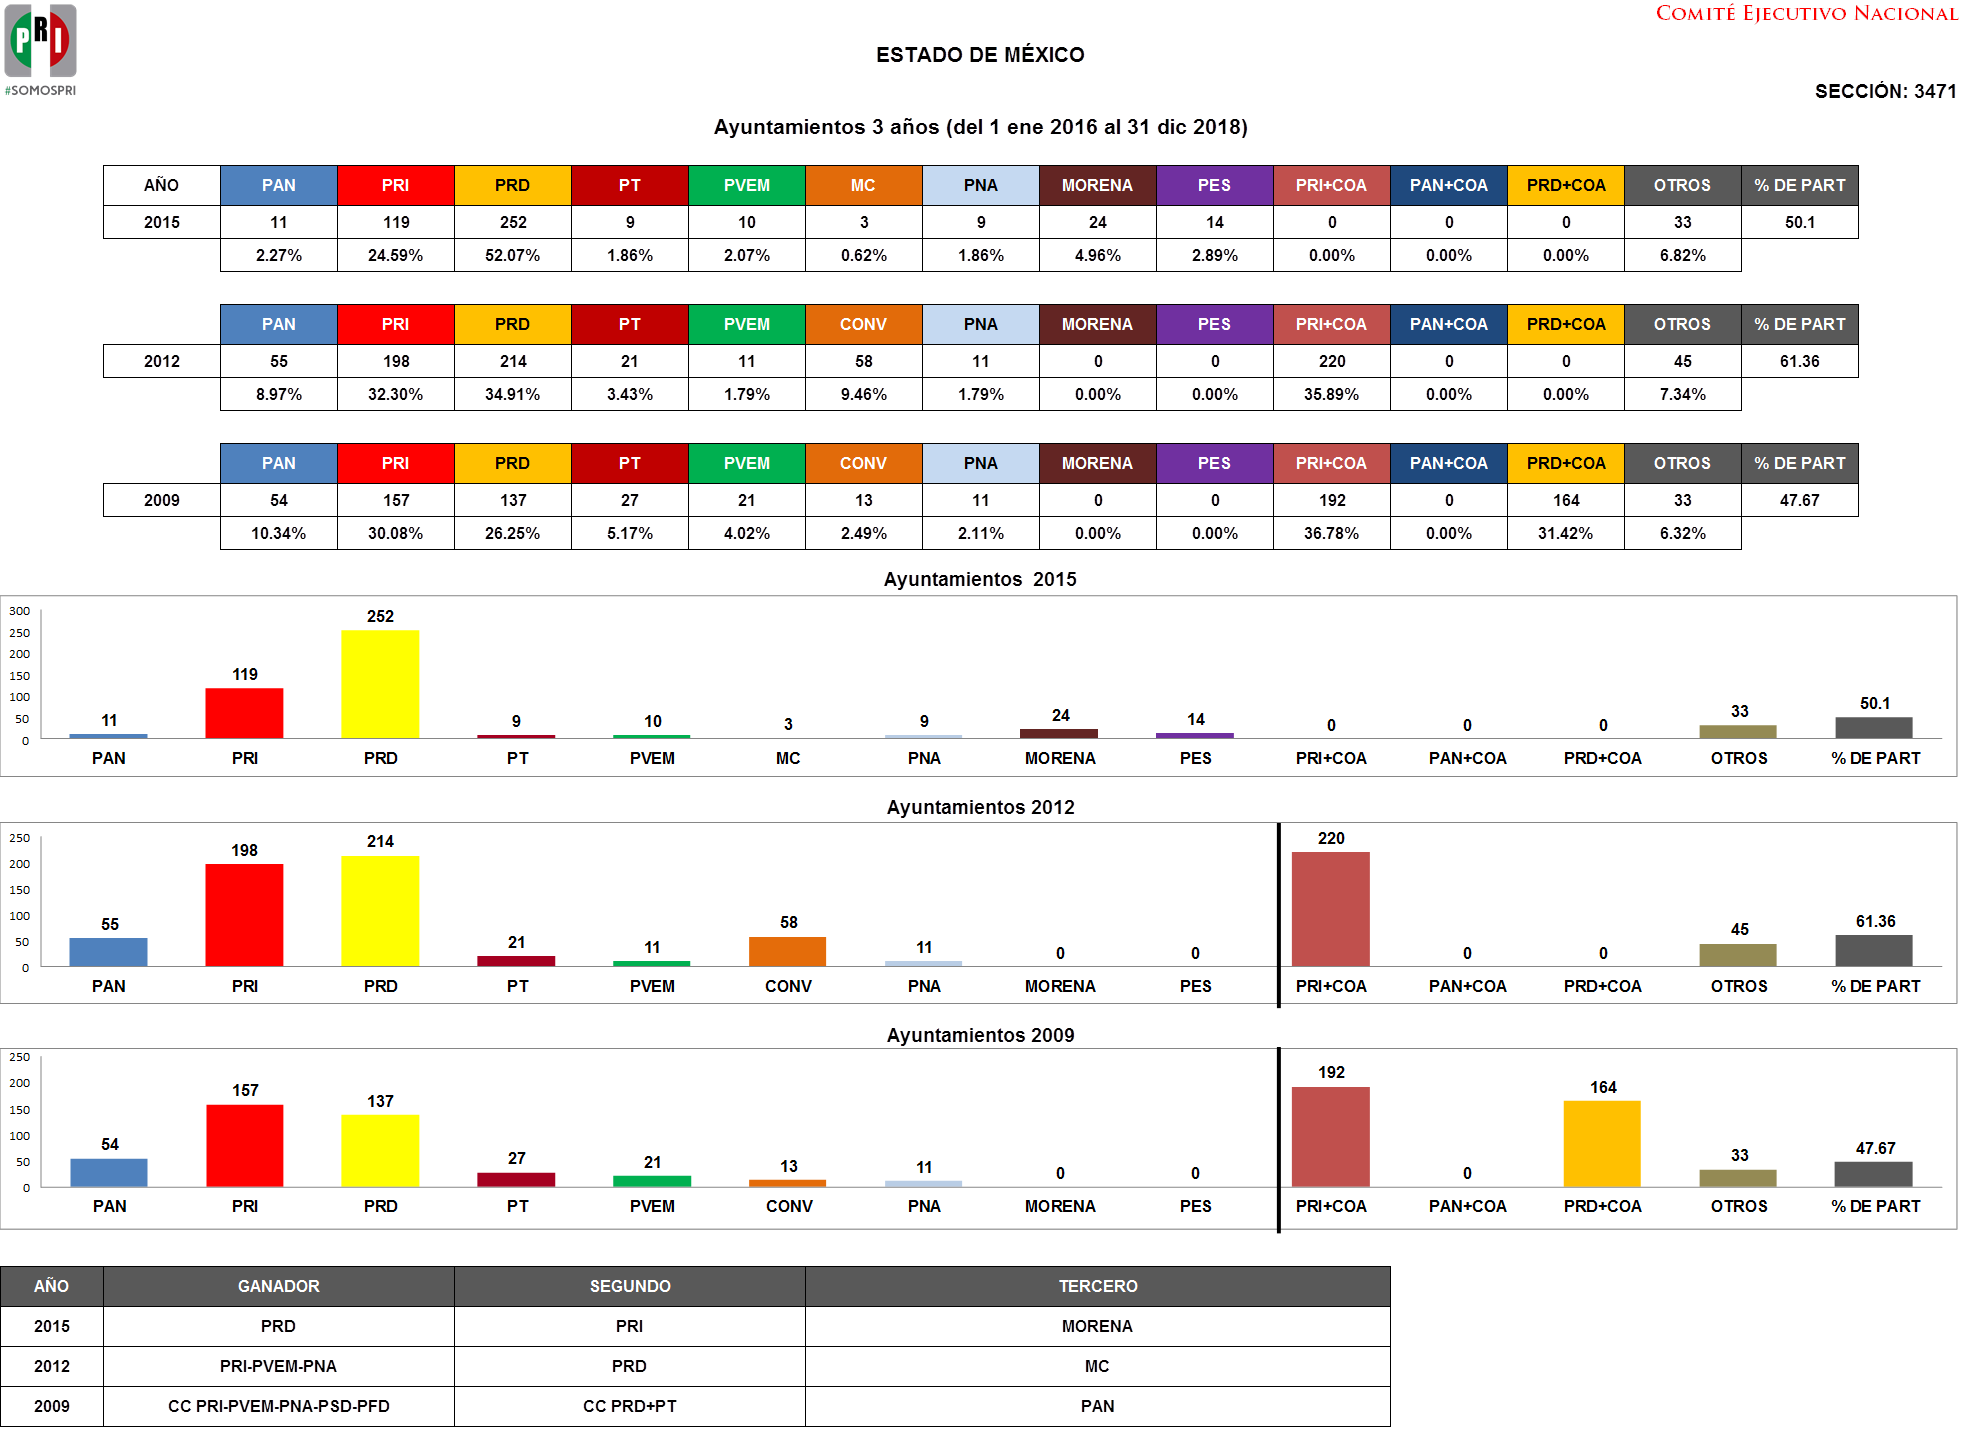 PRI
#SOMOSPRI
COMITÉ EJECUTIVO NACIONAL
ESTADO DE MÉXICO
SECCIÓN: 3471
Ayuntamientos 3 años (del 1 ene 2016 al 31 dic 2018)
AÑO PAN PRI PRD PT PVEM MC PNA MORENA PES PRI+COA PAN+COA PRD+COA OTROS % DE PART
2015 11 119 252 9 10 3 9 24 14 0 0 0 33 50.1
2.27% 24.59% 52.07% 1.86% 2.07% 0.62% 1.86% 4.96% 2.89% 0.00% 0.00% 0.00% 6.82%
PAN PRI PRD PT PVEM CONV PNA MORENA PES PRI+COA PAN+COA PRD+COA OTROS % DE PART
2012 55 198 214 21 11 58 11 0 0 220 0 0 45 61.36
8.97% 32.30% 34.91% 3.43% 1.79% 9.46% 1.79% 0.00% 0.00% 35.89% 0.00% 0.00% 7.34%
PAN PRI PRD PT PVEM CONV PNA MORENA PES PRI+COA PAN+COA PRD+COA OTROS % DE PART
2009 54 157 137 27 21 13 11 0 0 192 0 164 33 47.67
10.34% 30.08% 26.25% 5.17% 4.02% 2.49% 2.11% 0.00% 0.00% 36.78% 0.00% 31.42% 6.32%
Ayuntamientos 2015
300
250
200
150
100
50
0
11 119 252 9 10 3 9 24 14 0 0 0 33 50.1
PAN PRI PRD PT PVEM MC PNA MORENA PES PRI+COA PAN+COA PRD+COA OTROS % DE PART
Ayuntamientos 2012
250
200
150
100
50
0
55 198 214 21 11 58 11 0 0 220 0 0 45 61.36
PAN PRI PRD PT PVEM CONV PNA MORENA PES PRI+COA PAN+COA PRD+COA OTROS % DE PART
Ayuntamientos 2009
250
200
150
100
50
0
54 157 137 27 21 13 11 0 0 192 0 164 33 47.67
PAN PRI PRD PT PVEM CONV PNA MORENA PES PRI+COA PAN+COA PRD+COA OTROS % DE PART
AÑO GANADOR SEGUNDO TERCERO
2015 PRD PRI MORENA
2012 PRI-PVEM-PNA PRD MC
2009 CC PRI-PVEM-PNA-PSD-PFD CC PRD+PT PAN